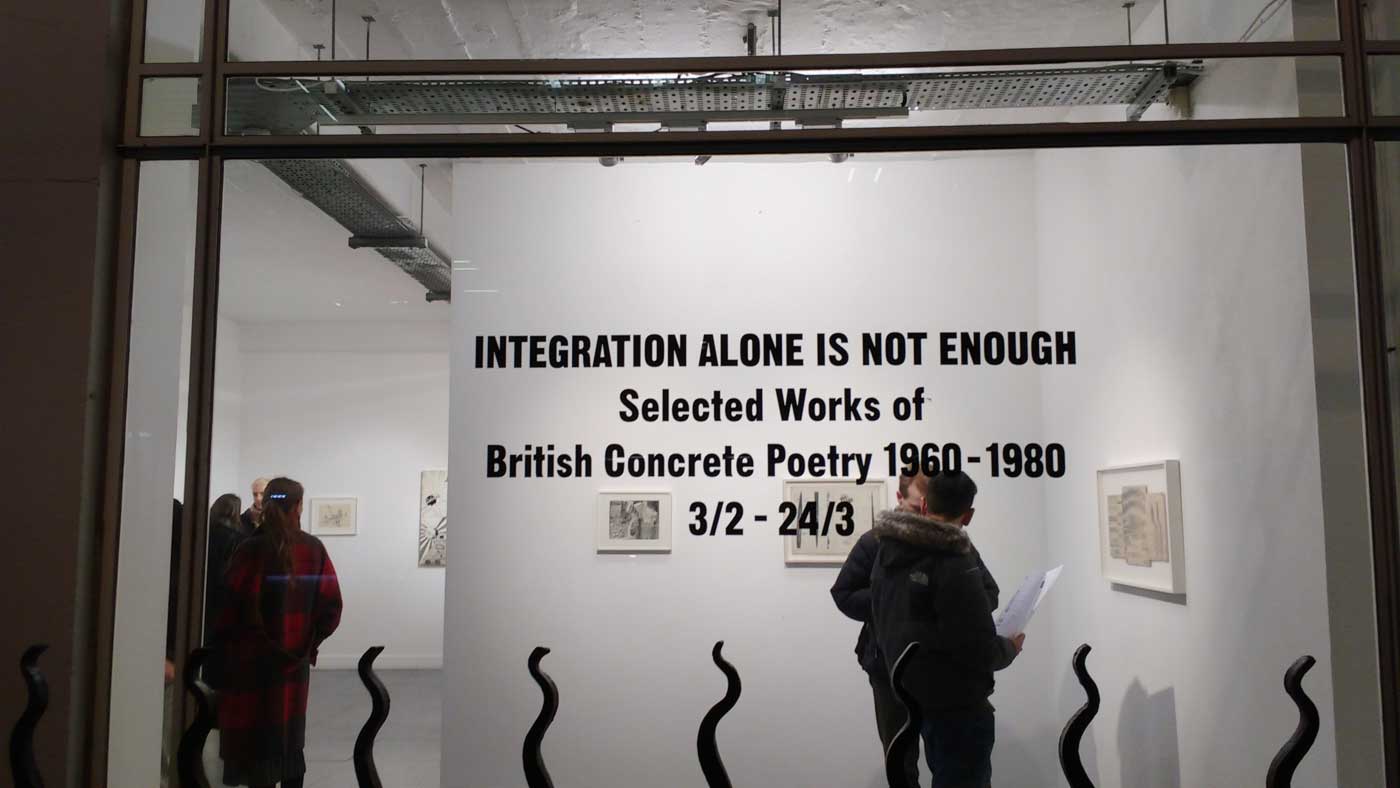 INTEGRATION ALONE IS NOT ENOUGH
Selected Works of
British Concrete Poetry 1960-1980
3/2 - 24/3